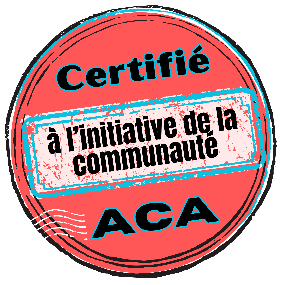 Certifié
à l'initiative de la
communauté
ACA